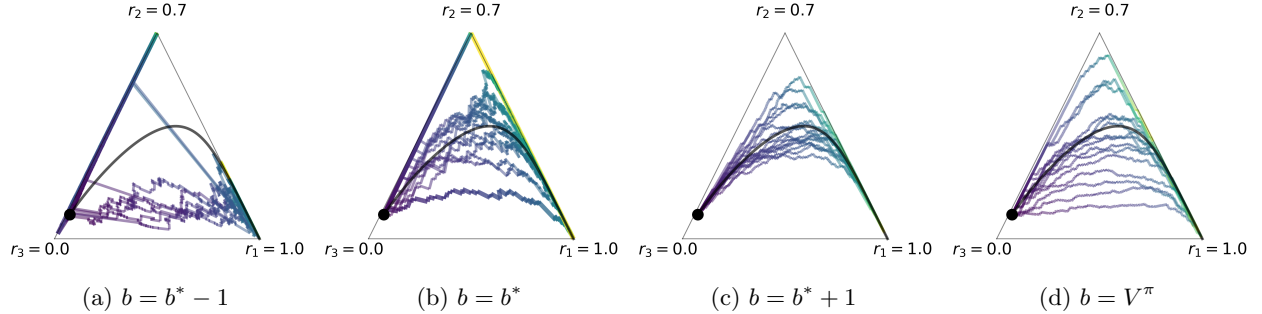 r₂ = 0.7 r₂ = 0.7 r₂ = 0.7 r₂ = 0.7
r₃ = 0.0 r₁ = 1.0 r₃ = 0.0 r₁ = 1.0 r₃ = 0.0 r₁ = 1.0 r₃ = 0.0 r₁ = 1.0
(a) b = b* − 1 (b) b = b* (c) b = b* + 1 (d) b = V^π